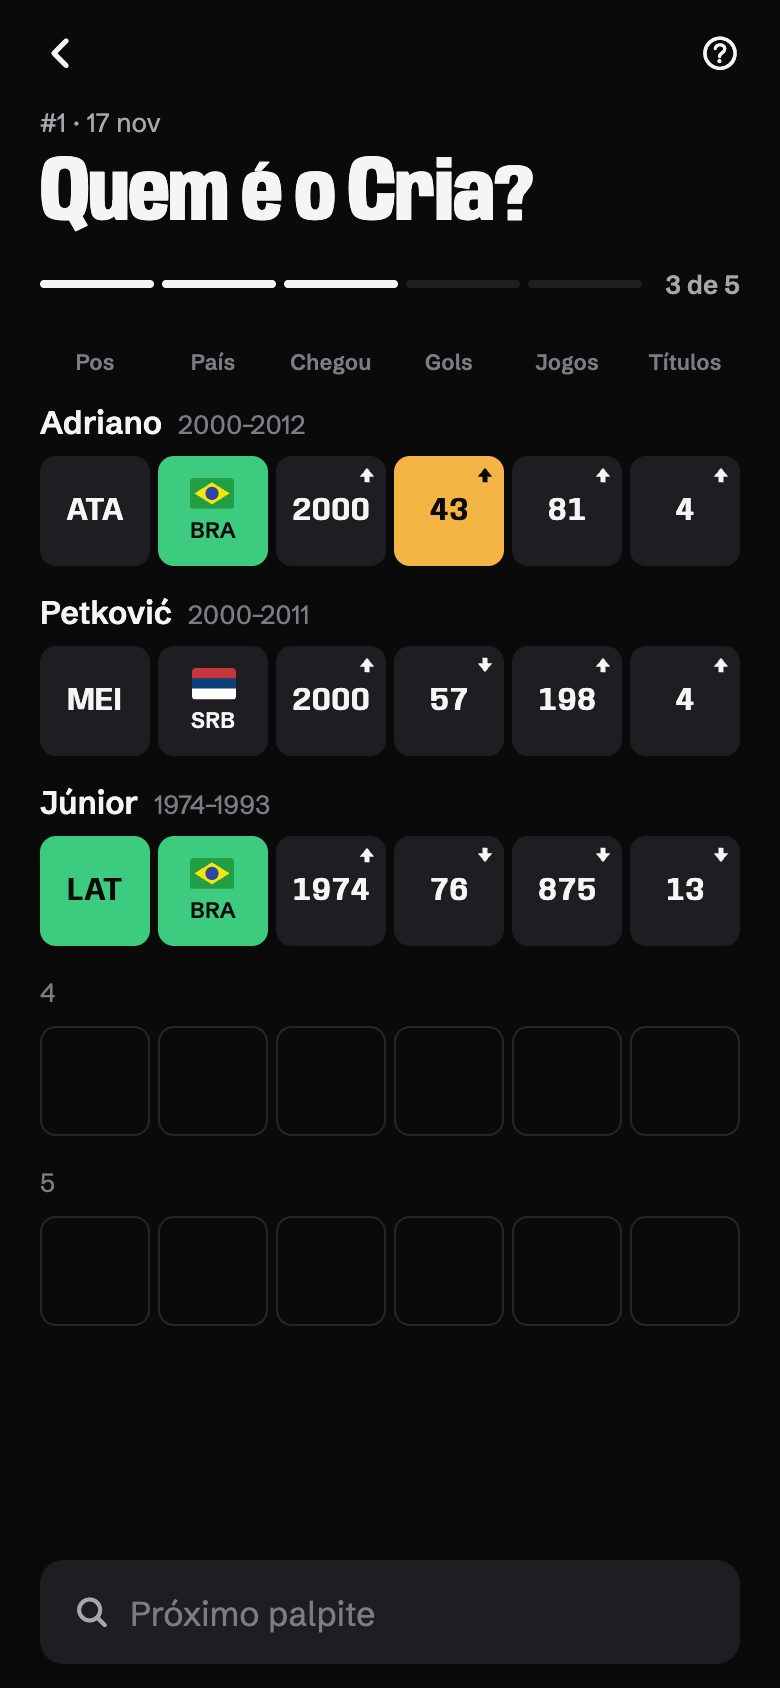 #1 · 17 nov
Quem é o Cria?
3 de 5
Pos País Chegou Gols Jogos Títulos
Adriano 2000-2012
ATA BRA 2000 43 81 4
Petković 2000-2011
MEI SRB 2000 57 198 4
Júnior 1974-1993
LAT BRA 1974 76 875 13
4
5
Próximo palpite